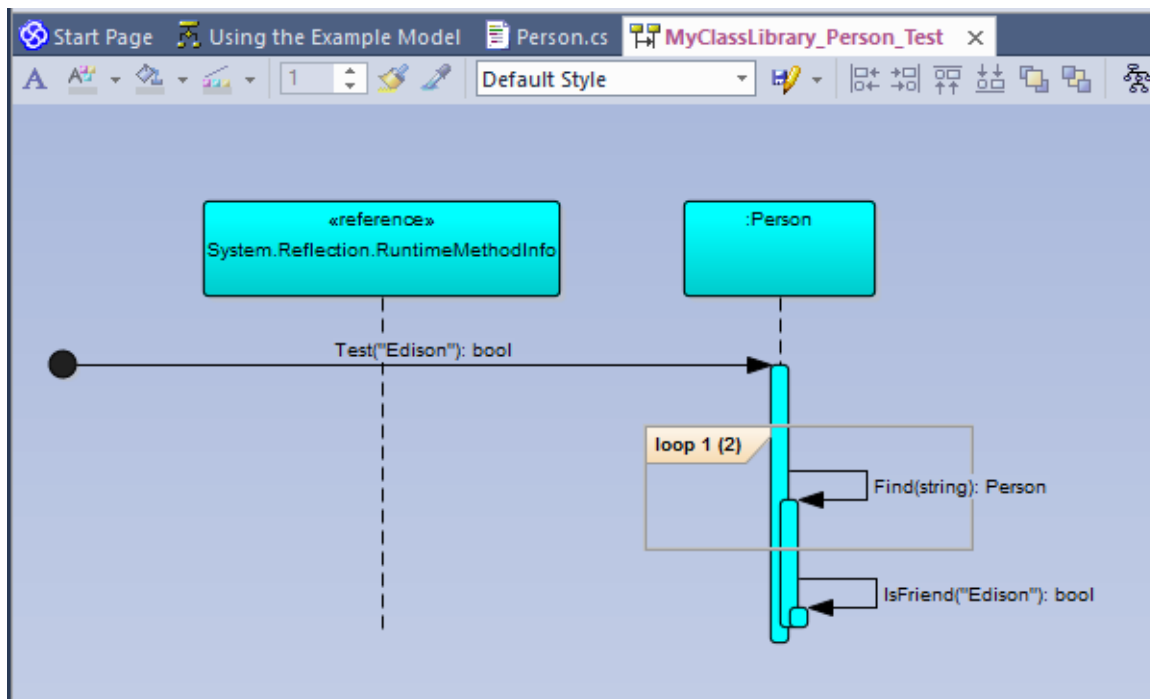 Start Page Using the Example Model Person.cs MyClassLibrary_Person_Test
A 1 Default Style
«reference»
System.Reflection.RuntimeMethodInfo
:Person
Test("Edison"): bool
loop 1 (2)
Find(string): Person
IsFriend("Edison"): bool